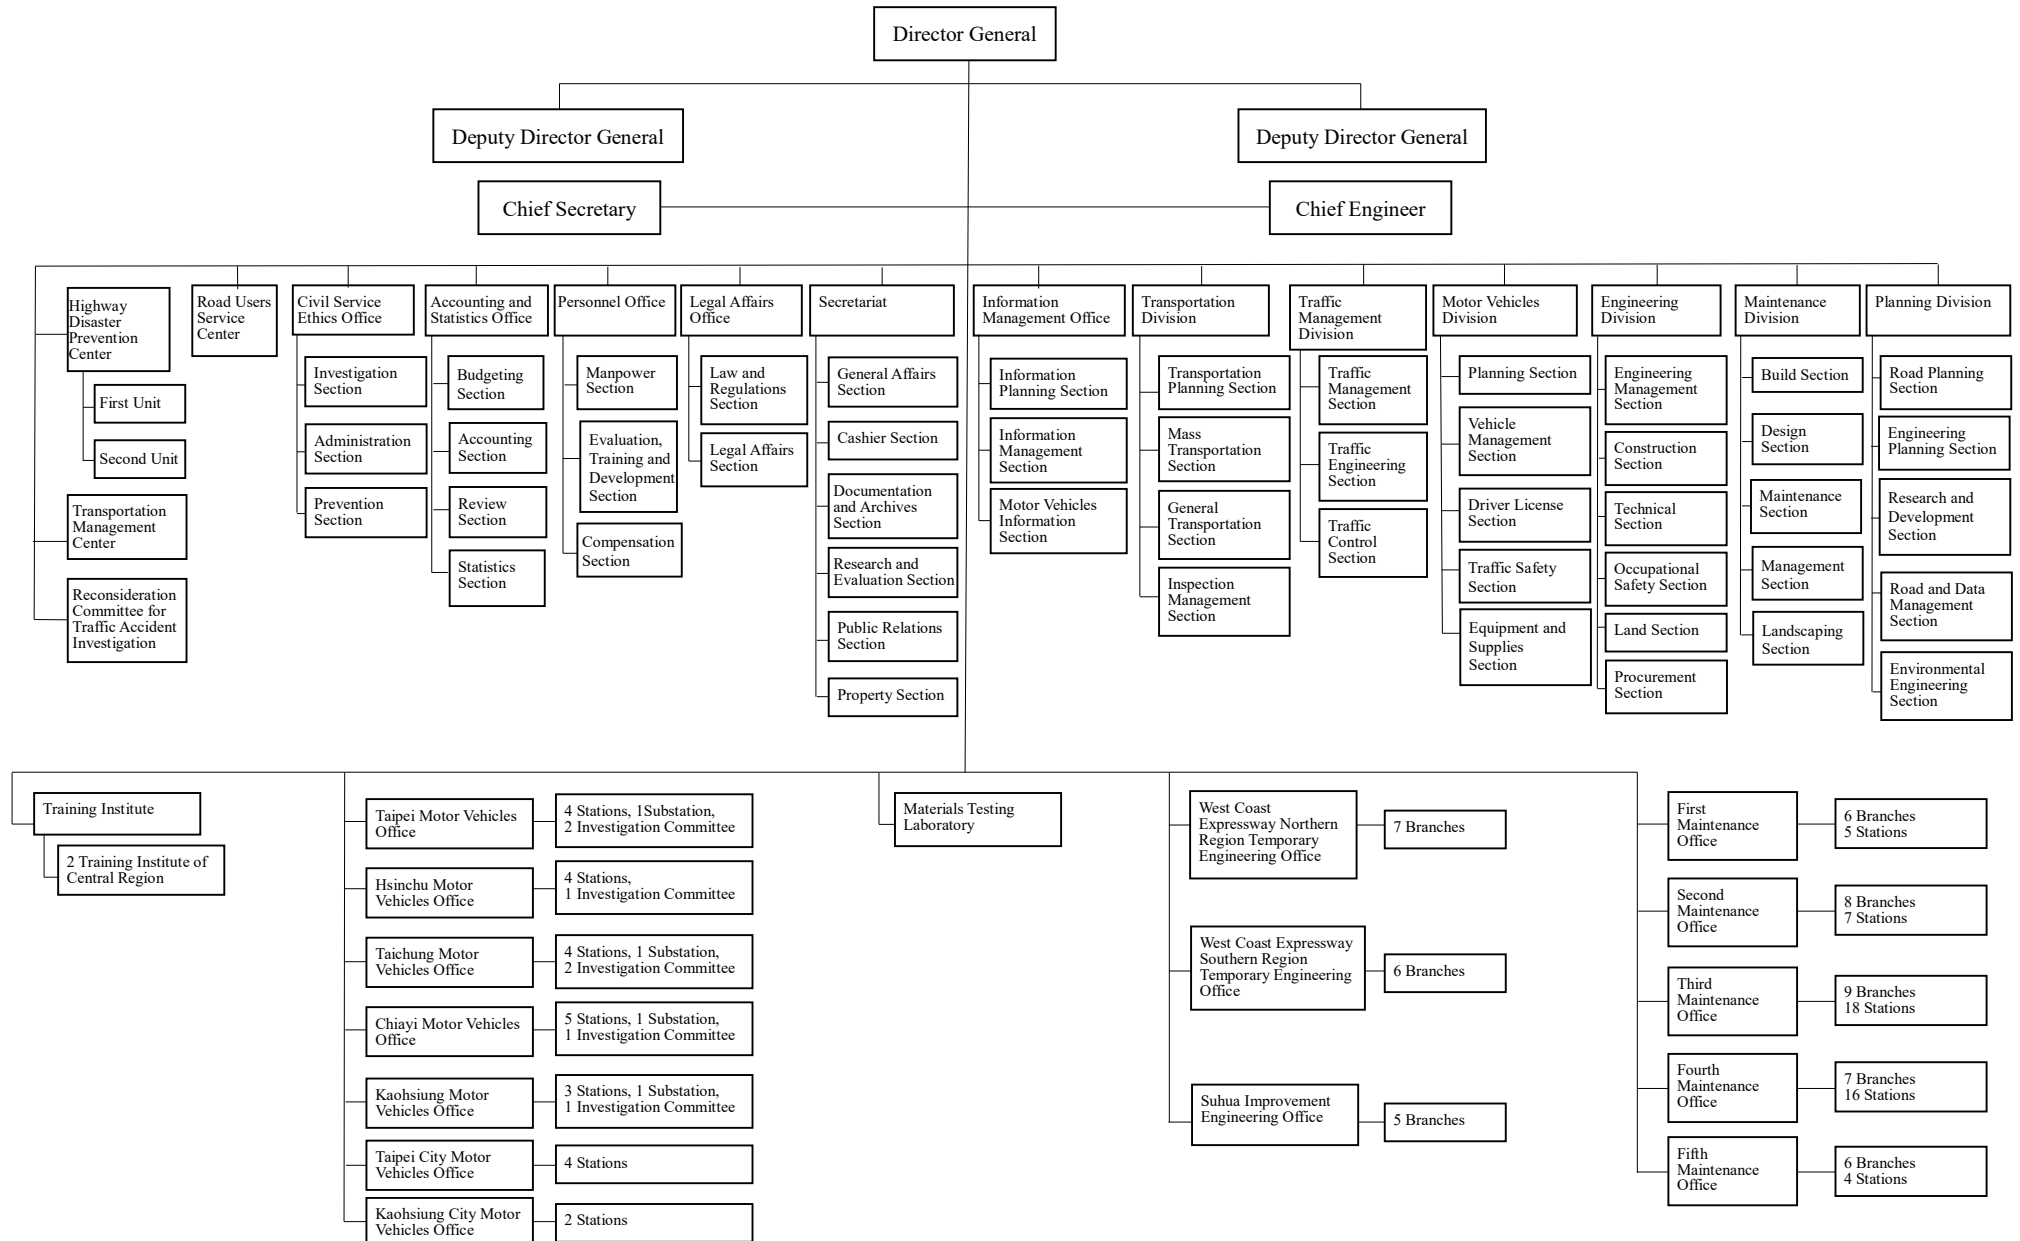 Director General
Deputy Director General
Deputy Director General
Chief Secretary
Chief Engineer
Highway
Disaster
Prevention
Center
First Unit
Second Unit
Transportation
Management
Center
Reconsideration
Committee for
Traffic Accident
Investigation
Road Users
Service
Center
Civil Service
Ethics Office
Investigation
Section
Administration
Section
Prevention
Section
Accounting and
Statistics Office
Budgeting
Section
Accounting
Section
Review
Section
Statistics
Section
Personnel Office
Manpower
Section
Evaluation,
Training and
Development
Section
Compensation
Section
Legal Affairs
Office
Law and
Regulations
Section
Legal Affairs
Section
Secretariat
General Affairs
Section
Cashier Section
Documentation
and Archives
Section
Research and
Evaluation Section
Public Relations
Section
Property Section
Information
Management Office
Information
Planning Section
Information
Management
Section
Motor Vehicles
Information
Section
Transportation
Division
Transportation
Planning Section
Mass
Transportation
Section
General
Transportation
Section
Inspection
Management
Section
Traffic
Management
Division
Traffic
Management
Section
Traffic
Engineering
Section
Traffic
Control
Section
Motor Vehicles
Division
Planning Section
Vehicle
Management
Section
Driver License
Section
Traffic Safety
Section
Equipment and
Supplies
Section
Engineering
Division
Engineering
Management
Section
Construction
Section
Technical
Section
Occupational
Safety Section
Land Section
Procurement
Section
Maintenance
Division
Build Section
Design
Section
Maintenance
Section
Management
Section
Landscaping
Section
Planning Division
Road Planning
Section
Engineering
Planning Section
Research and
Development
Section
Road and Data
Management
Section
Environmental
Engineering
Section
Training Institute
2 Training Institute of
Central Region
Taipei Motor Vehicles
Office
4 Stations, 1Substation,
2 Investigation Committee
Hsinchu Motor
Vehicles Office
4 Stations,
1 Investigation Committee
Taichung Motor
Vehicles Office
4 Stations, 1 Substation,
2 Investigation Committee
Chiayi Motor Vehicles
Office
5 Stations, 1 Substation,
1 Investigation Committee
Kaohsiung Motor
Vehicles Office
3 Stations, 1 Substation,
1 Investigation Committee
Taipei City Motor
Vehicles Office
4 Stations
Kaohsiung City Motor
Vehicles Office
2 Stations
Materials Testing
Laboratory
West Coast
Expressway Northern
Region Temporary
Engineering Office
7 Branches
West Coast Expressway
Southern Region
Temporary Engineering
Office
6 Branches
Suhua Improvement
Engineering Office
5 Branches
First
Maintenance
Office
6 Branches
5 Stations
Second
Maintenance
Office
8 Branches
7 Stations
Third
Maintenance
Office
9 Branches
18 Stations
Fourth
Maintenance
Office
7 Branches
16 Stations
Fifth
Maintenance
Office
6 Branches
4 Stations